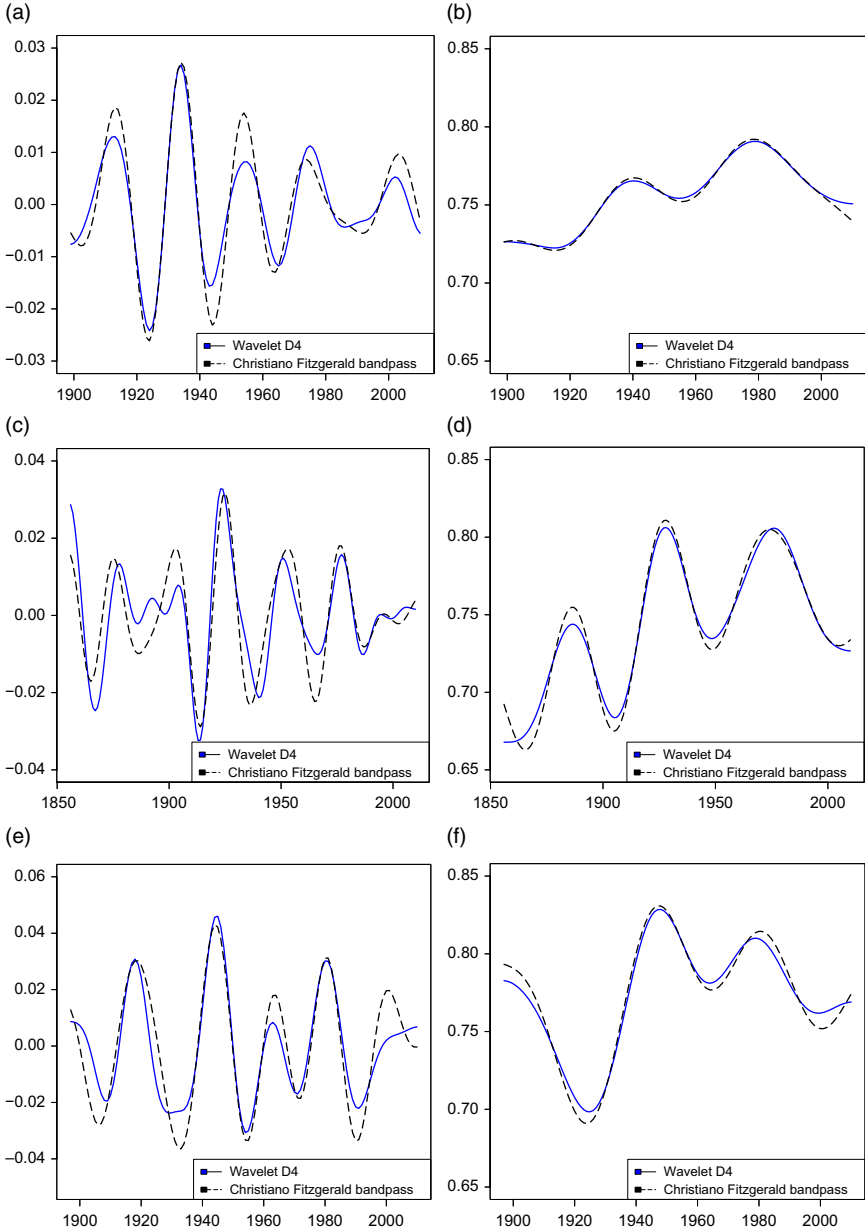 (a)
0.03
0.02
0.01
0.00
−0.01
−0.02
−0.03
Wavelet D4
Christiano Fitzgerald bandpass
1900 1920 1940 1960 1980 2000
(b)
0.85
0.80
0.75
0.70
0.65
Wavelet D4
Christiano Fitzgerald bandpass
1900 1920 1940 1960 1980 2000
(c)
0.04
0.02
0.00
−0.02
−0.04
Wavelet D4
Christiano Fitzgerald bandpass
1850 1900 1950 2000
(d)
0.85
0.80
0.75
0.70
0.65
Wavelet D4
Christiano Fitzgerald bandpass
1850 1900 1950 2000
(e)
0.06
0.04
0.02
0.00
−0.02
−0.04
Wavelet D4
Christiano Fitzgerald bandpass
1900 1920 1940 1960 1980 2000
(f)
0.85
0.80
0.75
0.70
0.65
Wavelet D4
Christiano Fitzgerald bandpass
1900 1920 1940 1960 1980 2000